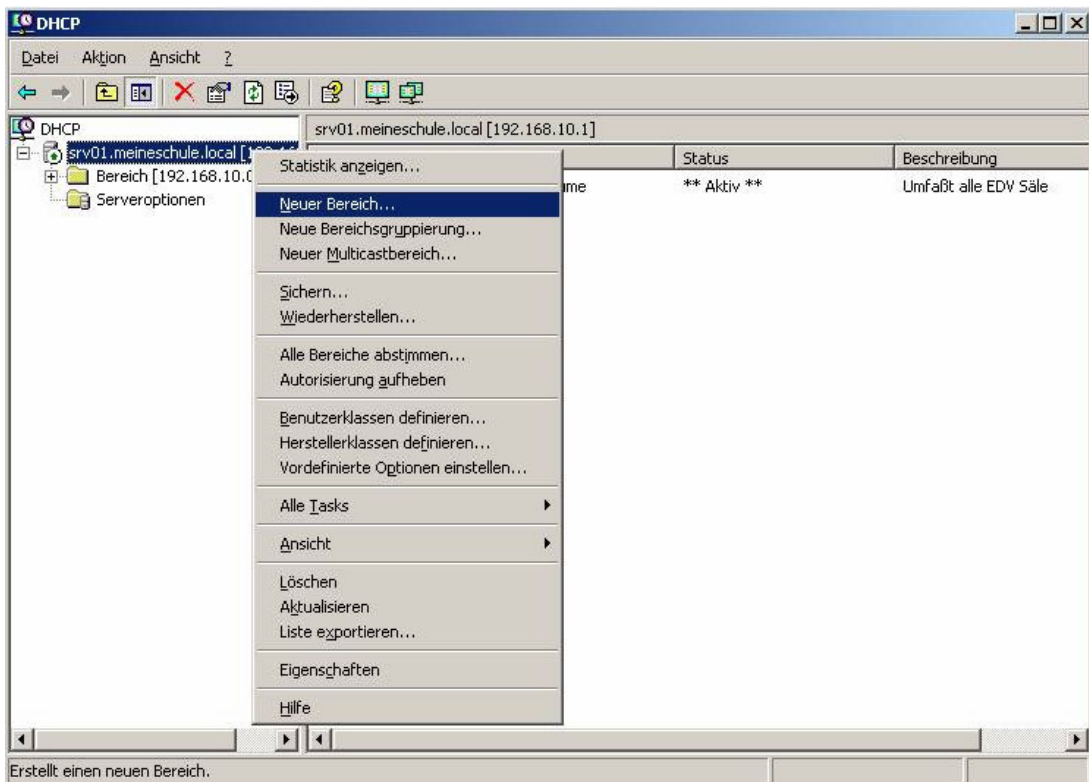 DHCP
Datei Aktion Ansicht ?
DHCP
srv01.meineschule.local [192.168.10.1]
srv01.meineschule.local
Status
Beschreibung
Bereich [192.168.10.0
** Aktiv **
Umfaßt alle EDV Säle
Serveroptionen
Statistik anzeigen...
Neuer Bereich...
Neue Bereichsgruppierung...
Neuer Multicastbereich...
Sichern...
Wiederherstellen...
Alle Bereiche abstimmen...
Autorisierung aufheben
Benutzerklassen definieren...
Herstellerklassen definieren...
Vordefinierte Optionen einstellen...
Alle Tasks
Ansicht
Löschen
Aktualisieren
Liste exportieren...
Eigenschaften
Hilfe
Erstellt einen neuen Bereich.